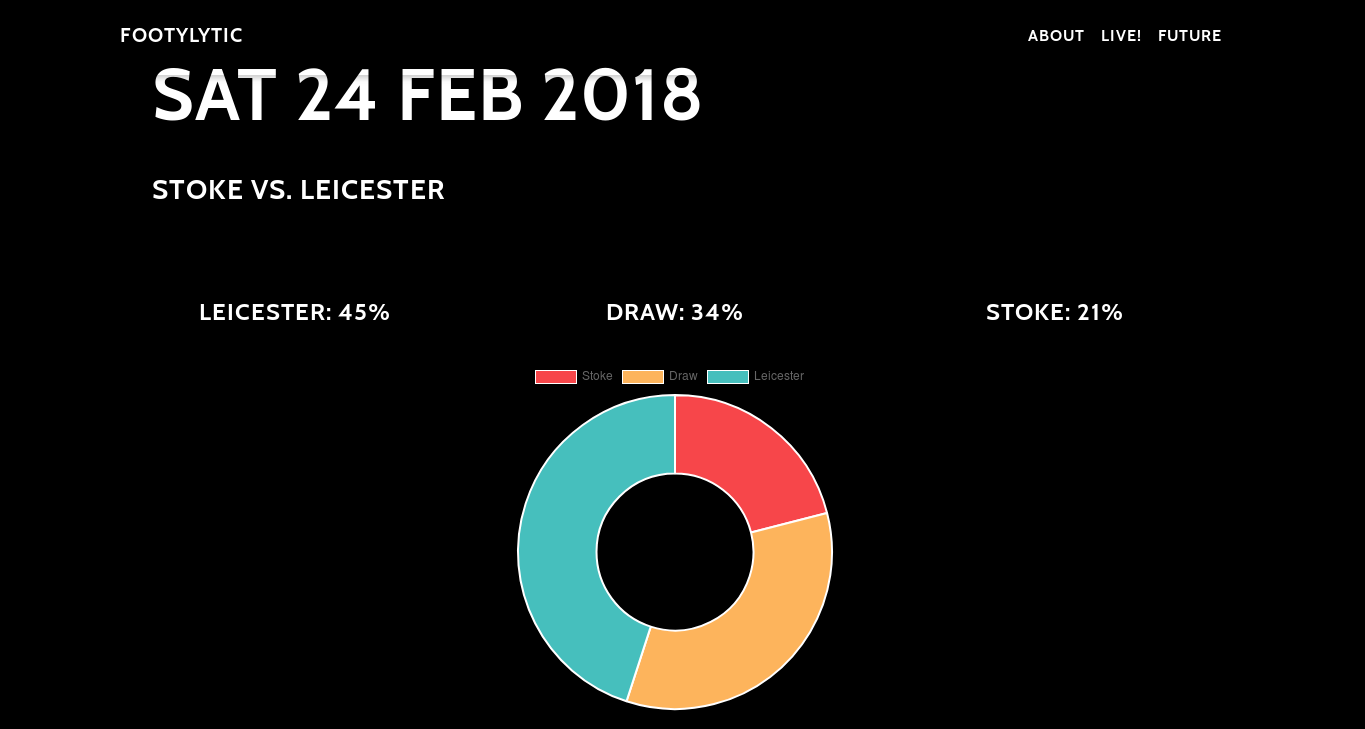 FOOTYLYTIC ABOUT LIVE! FUTURE
SAT 24 FEB 2018
STOKE VS. LEICESTER
LEICESTER: 45% DRAW: 34% STOKE: 21%
Stoke Draw Leicester